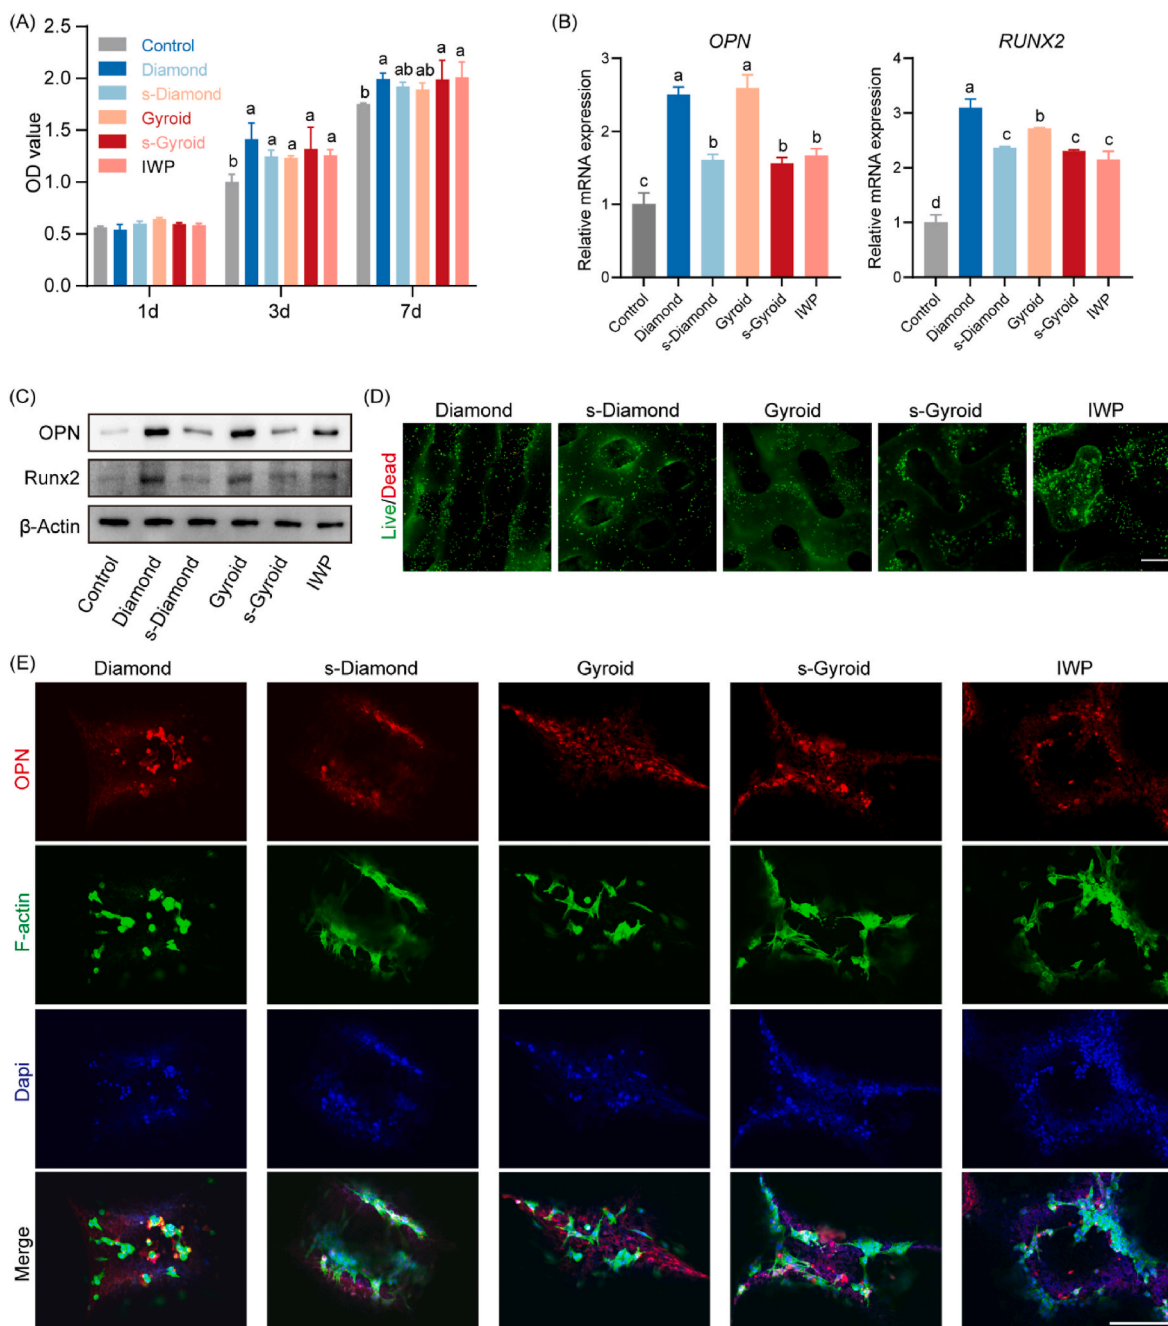 (A)
2.5
2.0
1.5
1.0
0.5
0.0
OD value
Control
Diamond
s-Diamond
Gyroid
s-Gyroid
IWP
b
a
a
a
a
a
b
a
ab
ab
a
a
1d
3d
7d
(B)
OPN
Relative mRNA expression
3
2
1
0
c
a
b
a
b
b
Control
Diamond
s-Diamond
Gyroid
s-Gyroid
IWP
RUNX2
Relative mRNA expression
4
3
2
1
0
d
a
c
b
c
c
Control
Diamond
s-Diamond
Gyroid
s-Gyroid
IWP
(C)
OPN
Runx2
β-Actin
Control
Diamond
s-Diamond
Gyroid
s-Gyroid
IWP
(D)
Diamond
s-Diamond
Gyroid
s-Gyroid
IWP
Live/Dead
(E)
Diamond
s-Diamond
Gyroid
s-Gyroid
IWP
OPN
F-actin
Dapi
Merge